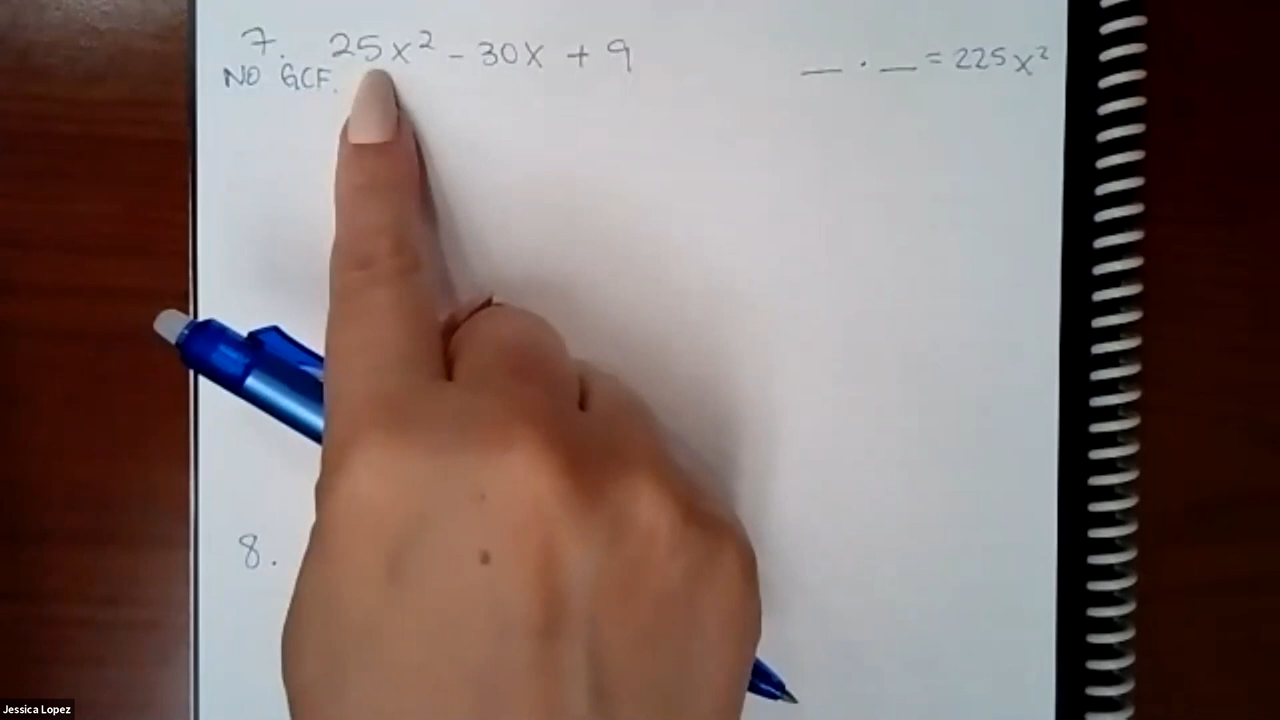 7. 25x² - 30x + 9
__ · __ = 225x²
NO GCF.
8.
Jessica Lopez